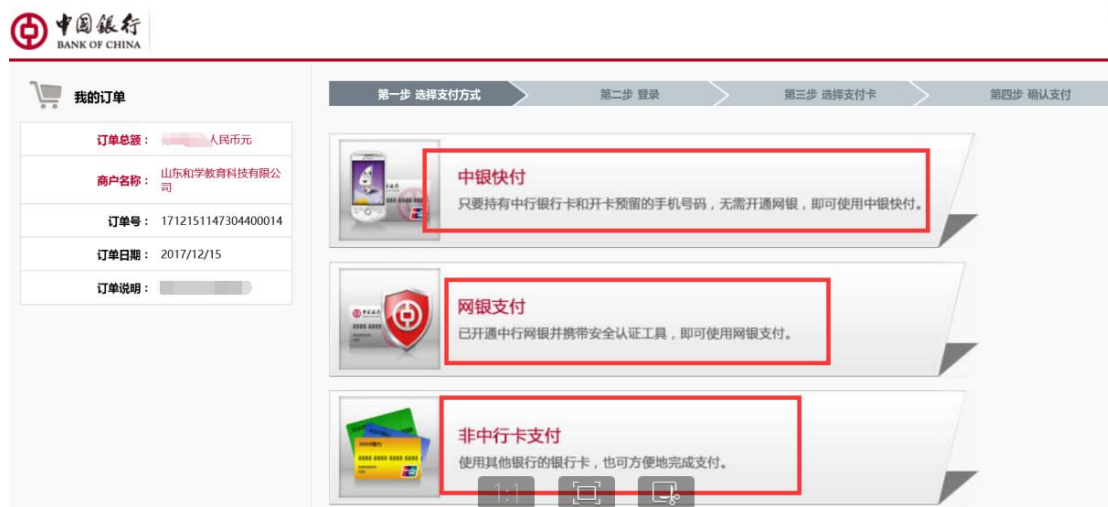 中国银行
BANK OF CHINA
我的订单
第一步 选择支付方式
第二步 登录
第三步 选择支付卡
第四步 确认支付
订单总额：
人民币元
商户名称：
山东和学教育科技有限公
司
订单号：
1712151147304400014
订单日期：
2017/12/15
订单说明：
中银快付
只要持有中行银行卡和开卡预留的手机号码，无需开通网银，即可使用中银快付。
网银支付
已开通中行网银并携带安全认证工具，即可使用网银支付。
非中行卡支付
使用其他银行的银行卡，也可方便地完成支付。
1:1